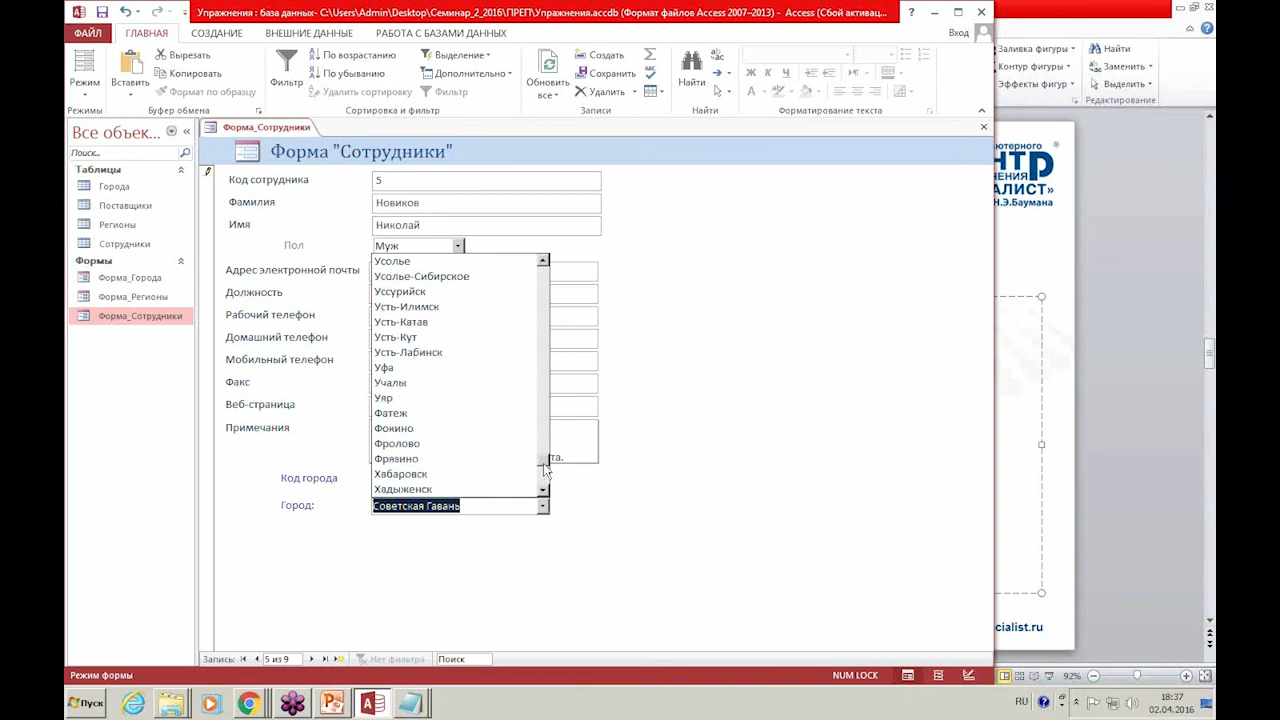 Упражнения : база данных- C:\Users\Admin\Desktop\Семинар_2_2016\ПРЕП\Упражнения.accdb (Формат файлов Access 2007–2013) - Access (Сбой активац...
ФАЙЛ ГЛАВНАЯ СОЗДАНИЕ ВНЕШНИЕ ДАННЫЕ РАБОТА С БАЗАМИ ДАННЫХ Вход
Режим
Режимы
Вставить
Вырезать
Копировать
Формат по образцу
Буфер обмена
Фильтр
По возрастанию
По убыванию
Удалить сортировку
Выделение
Дополнительно
Фильтр
Сортировка и фильтр
Обновить
все
Создать
Сохранить
Удалить
Записи
Найти
Найти
Ж К Ч
А
Форматирование текста
Заливка фигуры
Контур фигуры
Эффекты фигур
Найти
Заменить
Выделить
Редактирование
Все объек...
Поиск...
Таблицы
Города
Поставщики
Регионы
Сотрудники
Формы
Форма_Города
Форма_Регионы
Форма_Сотрудники
Форма_Сотрудники
Форма "Сотрудники"
Код сотрудника 5
Фамилия Новиков
Имя Николай
Пол Муж
Адрес электронной почты
Должность
Рабочий телефон
Домашний телефон
Мобильный телефон
Факс
Веб-страница
Примечания
та.
Код города
Город: Советская Гавань
Усолье
Усолье-Сибирское
Уссурийск
Усть-Илимск
Усть-Катав
Усть-Кут
Усть-Лабинск
Уфа
Учалы
Уяр
Фатеж
Фокино
Фролово
Фрязино
Хабаровск
Хадыженск
ьютерного
НТР
ЕНИЯ
АЛИСТ»
Н.Э.Баумана
cialist.ru
Запись: 5 из 9 Нет фильтра Поиск
Режим формы NUM LOCK
92%
Пуск
RU
18:37
02.04.2016